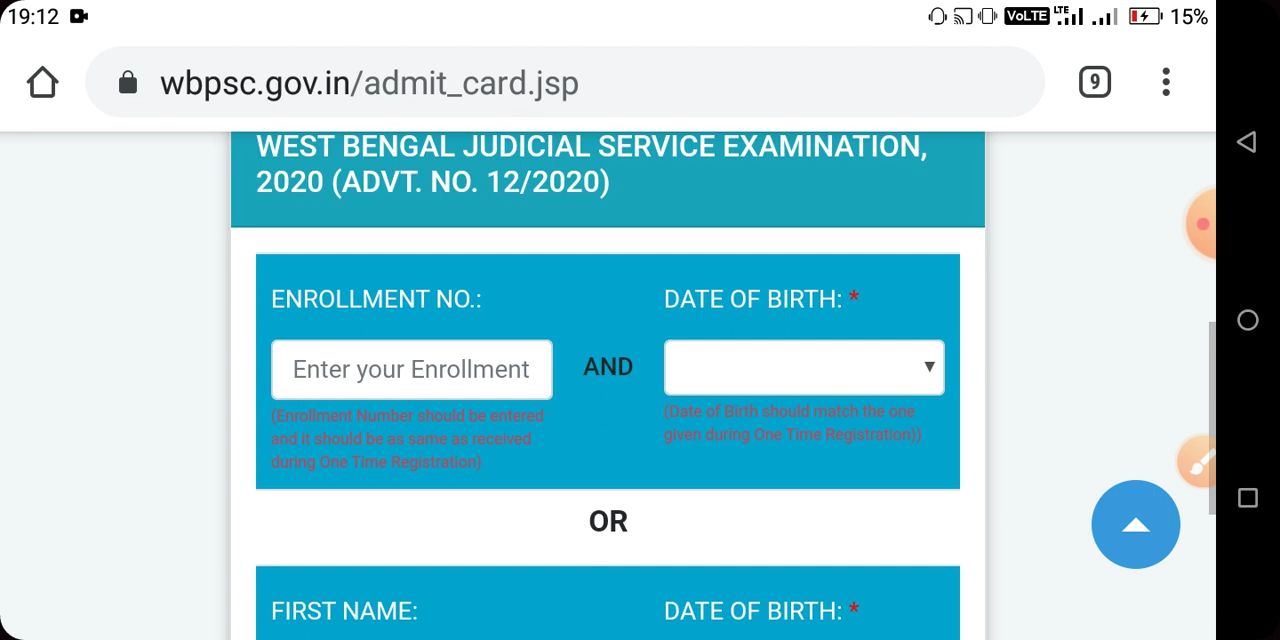 19:12
VoLTE LTE 15%
wbpsc.gov.in/admit_card.jsp
9
WEST BENGAL JUDICIAL SERVICE EXAMINATION,
2020 (ADVT. NO. 12/2020)
ENROLLMENT NO.: DATE OF BIRTH: *
Enter your Enrollment AND
(Enrollment Number should be entered
and it should be as same as received
during One Time Registration)
(Date of Birth should match the one
given during One Time Registration))
OR
FIRST NAME: DATE OF BIRTH: *